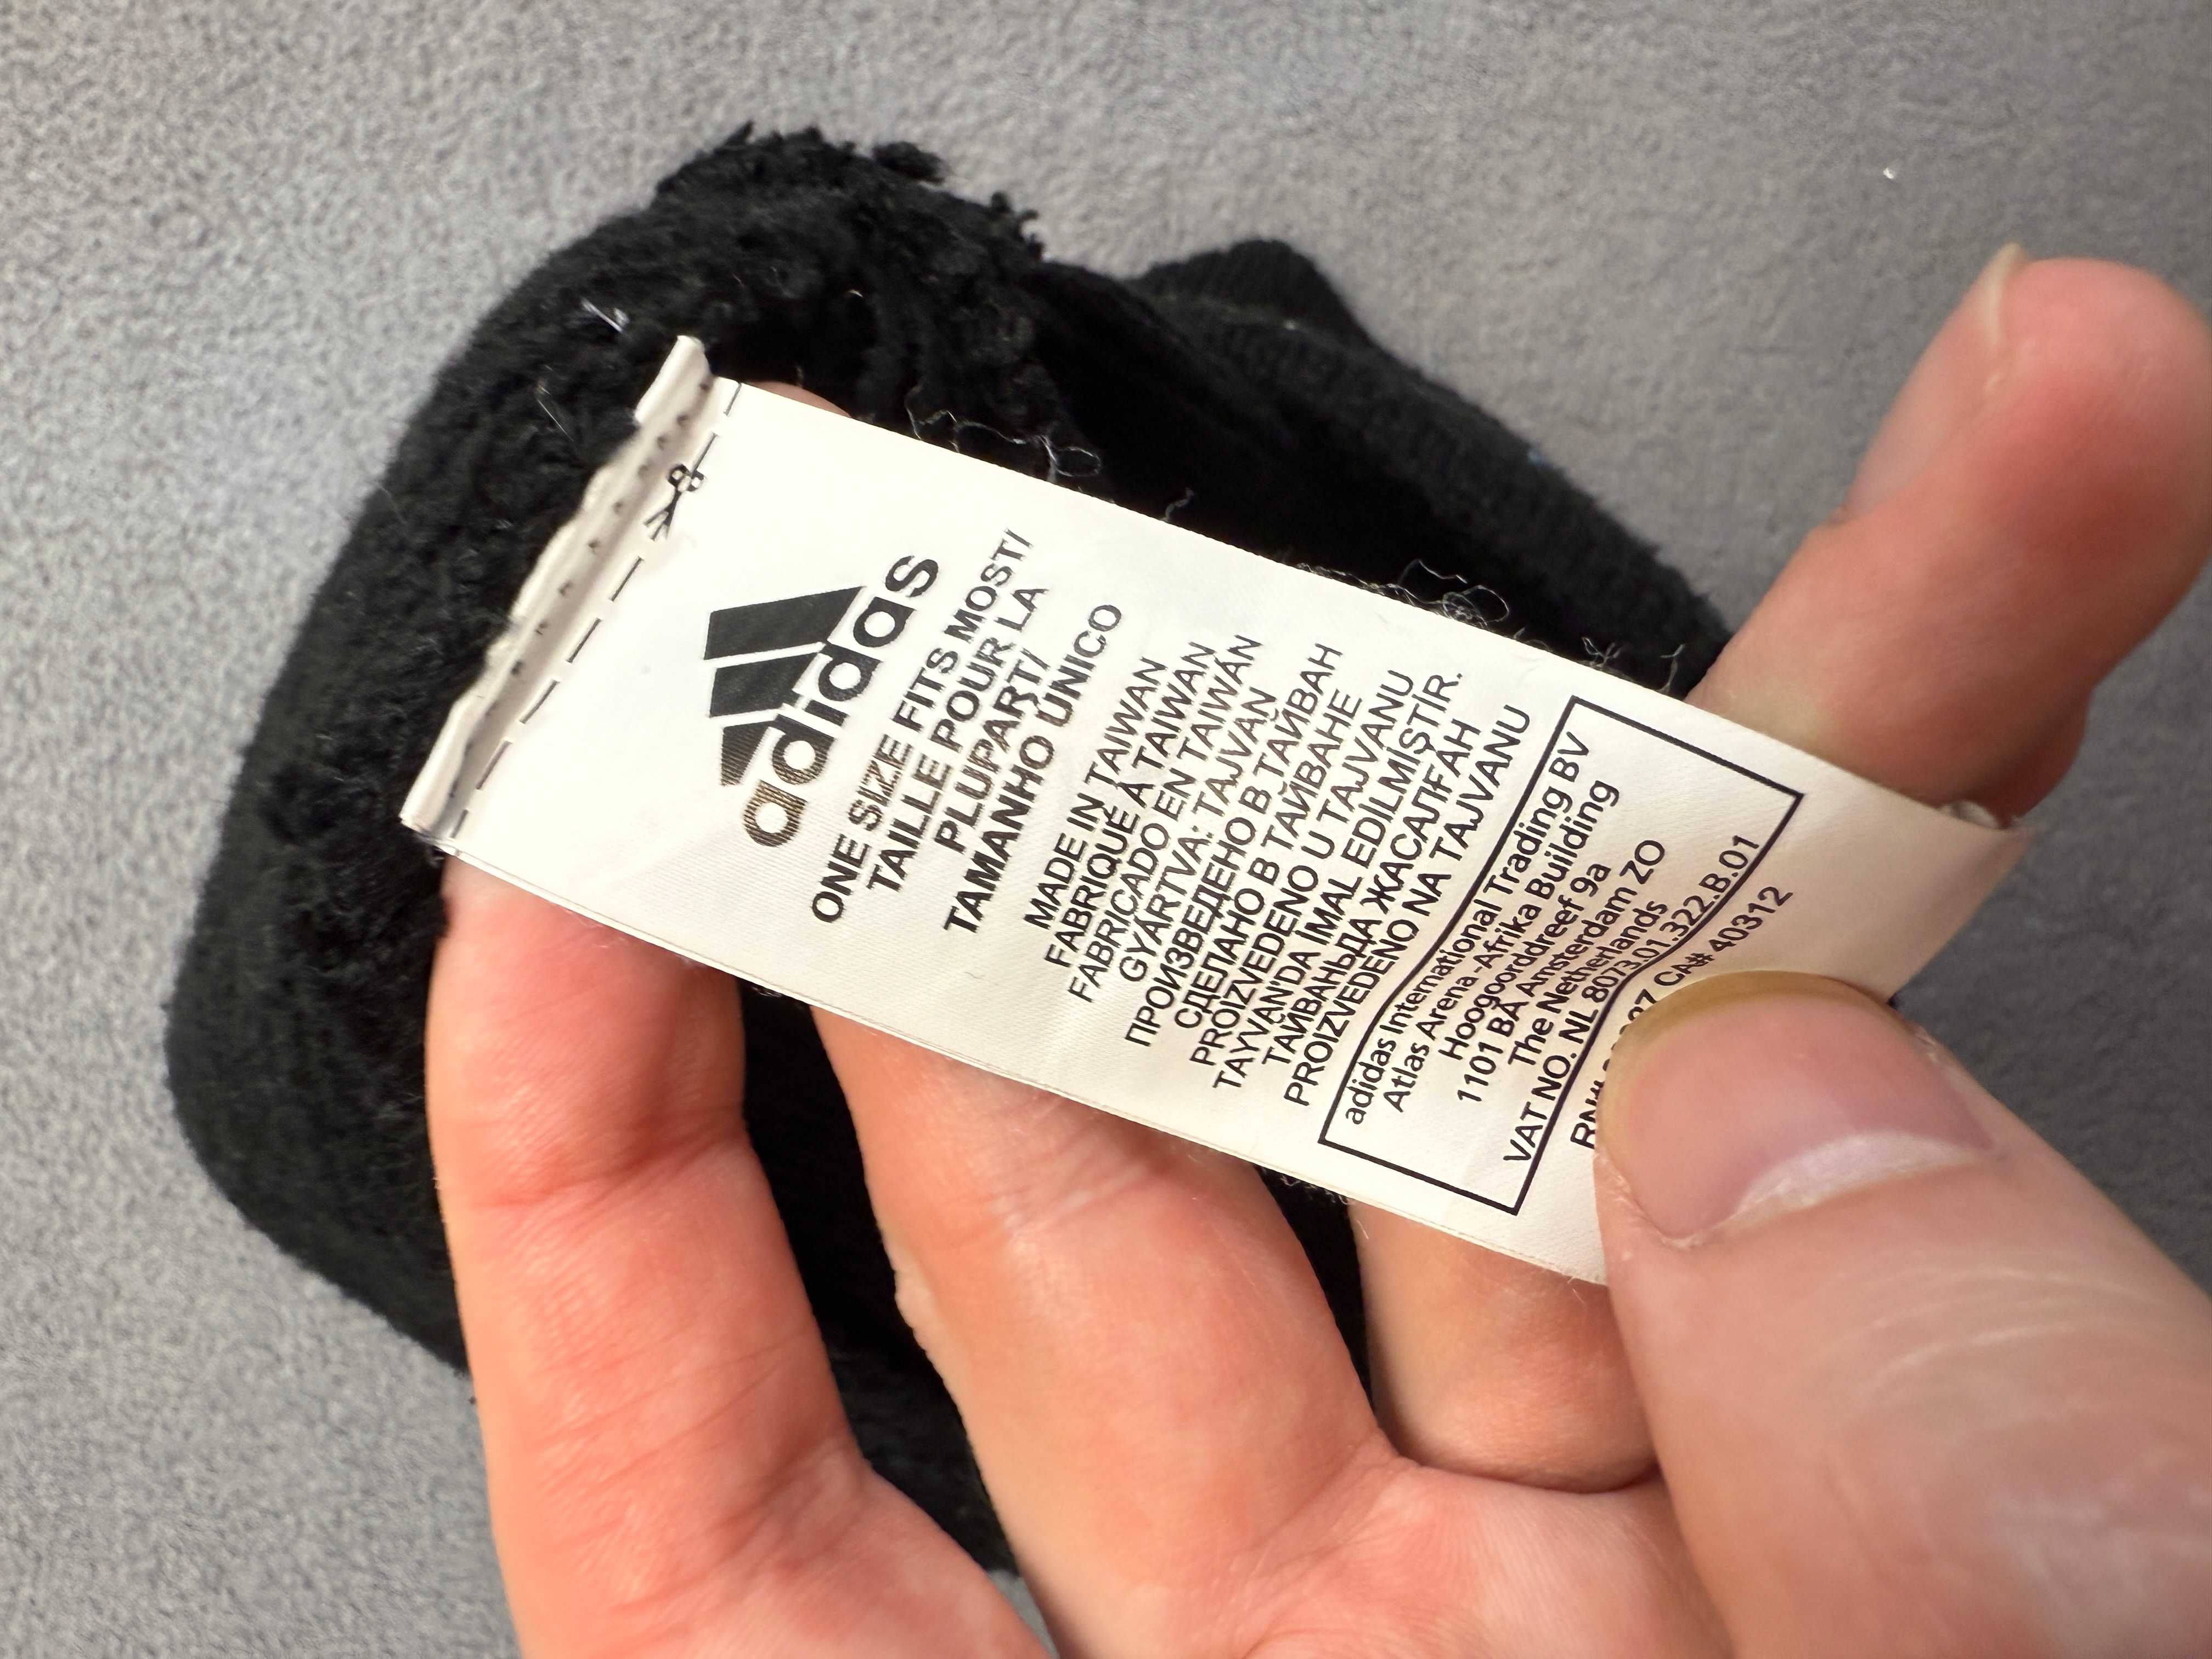 adidas
ONE SIZE FITS MOST/
TAILLE POUR LA
PLUPART/
TAMANHO ÚNICO
MADE IN TAIWAN
FABRIQUÉ À TAIWAN
FABRICADO EN TAIWÁN
GYÁRTVA: TAJVAN
ПРОИЗВЕДЕНО В ТАЙВАН
СДЕЛАНО В ТАЙВАНЕ
PROIZVEDENO U TAJVANU
TAYVAN'DA İMAL EDİLMİŞTİR.
ТАЙВАНЬДА ЖАСАЛҒАН
PROIZVEDENO NA TAJVANU
adidas International Trading BV
Atlas Arena-Afrika Building
Hoogoorddreef 9a
1101 BA Amsterdam ZO
The Netherlands
VAT NO. NL 8073.01.322.B.01
CA# 40312